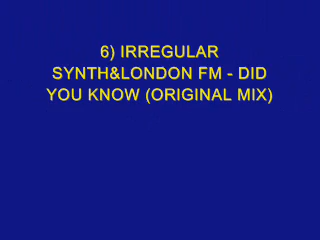 6) IRREGULAR
SYNTH&LONDON FM - DID
YOU KNOW (ORIGINAL MIX)